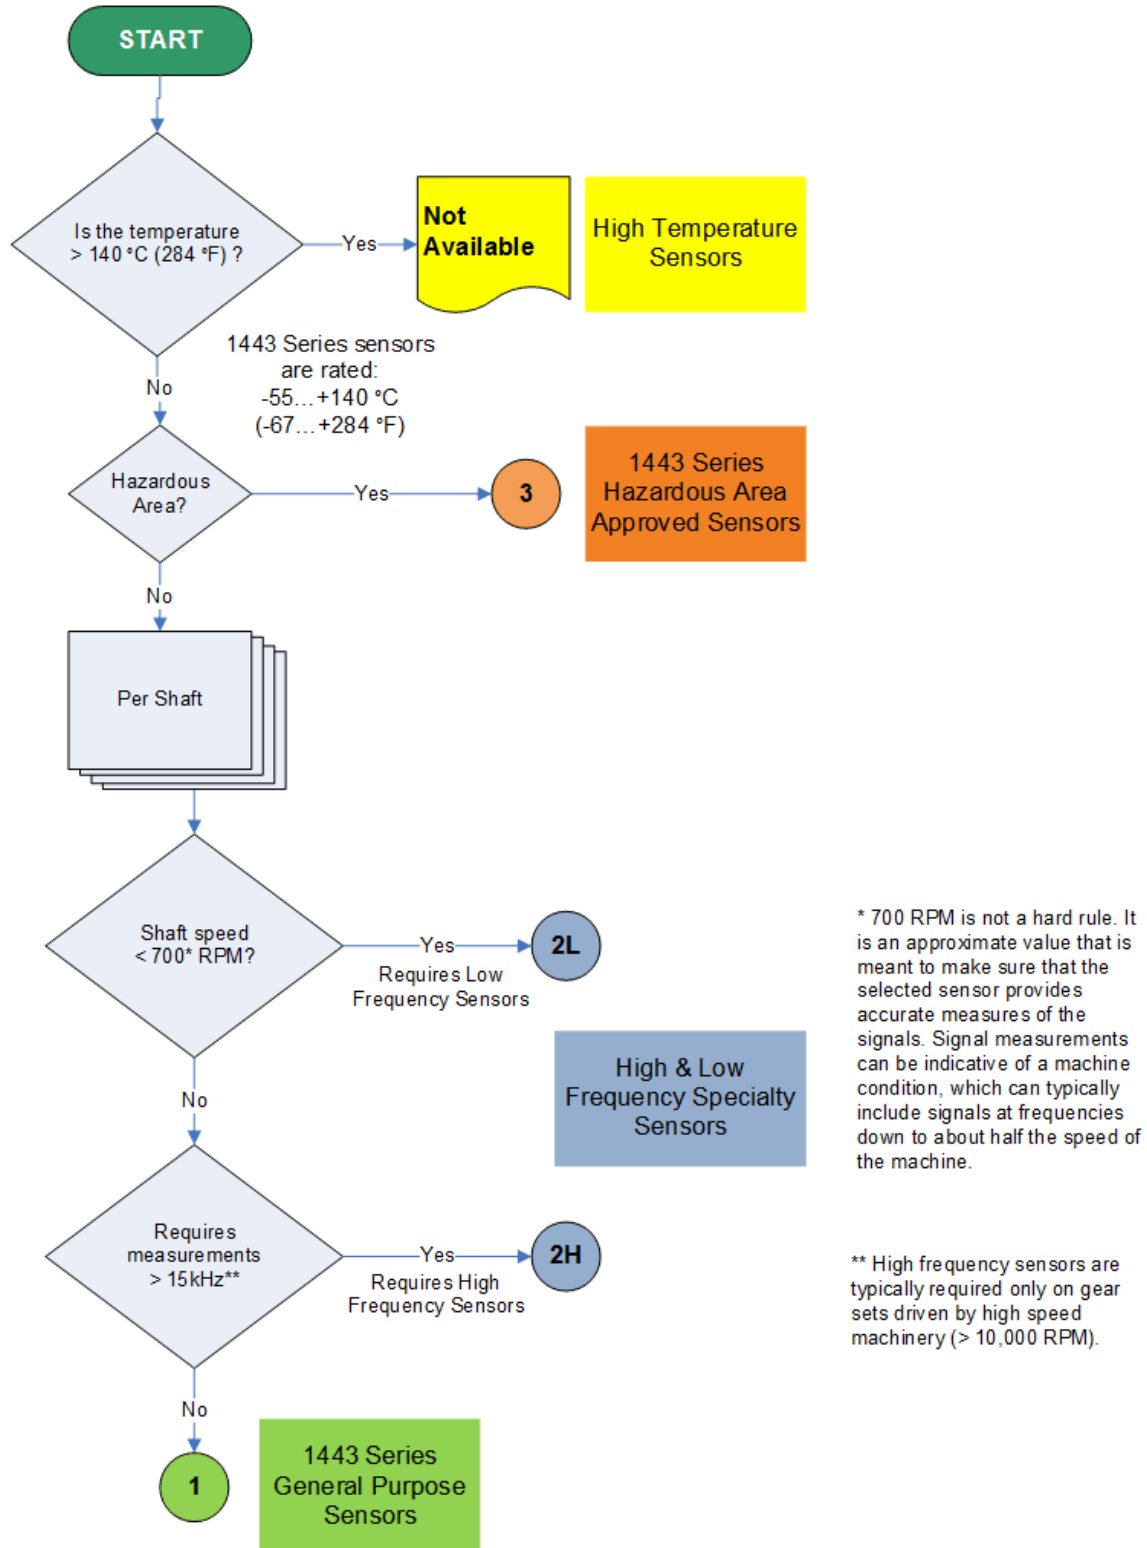 START
Is the temperature
> 140 °C (284 °F) ?
Yes
Not
Available
High Temperature
Sensors
1443 Series sensors
are rated:
-55...+140 °C
(-67...+284 °F)
No
Hazardous
Area?
Yes
3
1443 Series
Hazardous Area
Approved Sensors
No
Per Shaft
Shaft speed
< 700* RPM?
Yes
Requires Low
Frequency Sensors
2L
* 700 RPM is not a hard rule. It
is an approximate value that is
meant to make sure that the
selected sensor provides
accurate measures of the
signals. Signal measurements
can be indicative of a machine
condition, which can typically
include signals at frequencies
down to about half the speed of
the machine.
High & Low
Frequency Specialty
Sensors
No
Requires
measurements
> 15kHz**
Yes
Requires High
Frequency Sensors
2H
** High frequency sensors are
typically required only on gear
sets driven by high speed
machinery (> 10,000 RPM).
No
1
1443 Series
General Purpose
Sensors